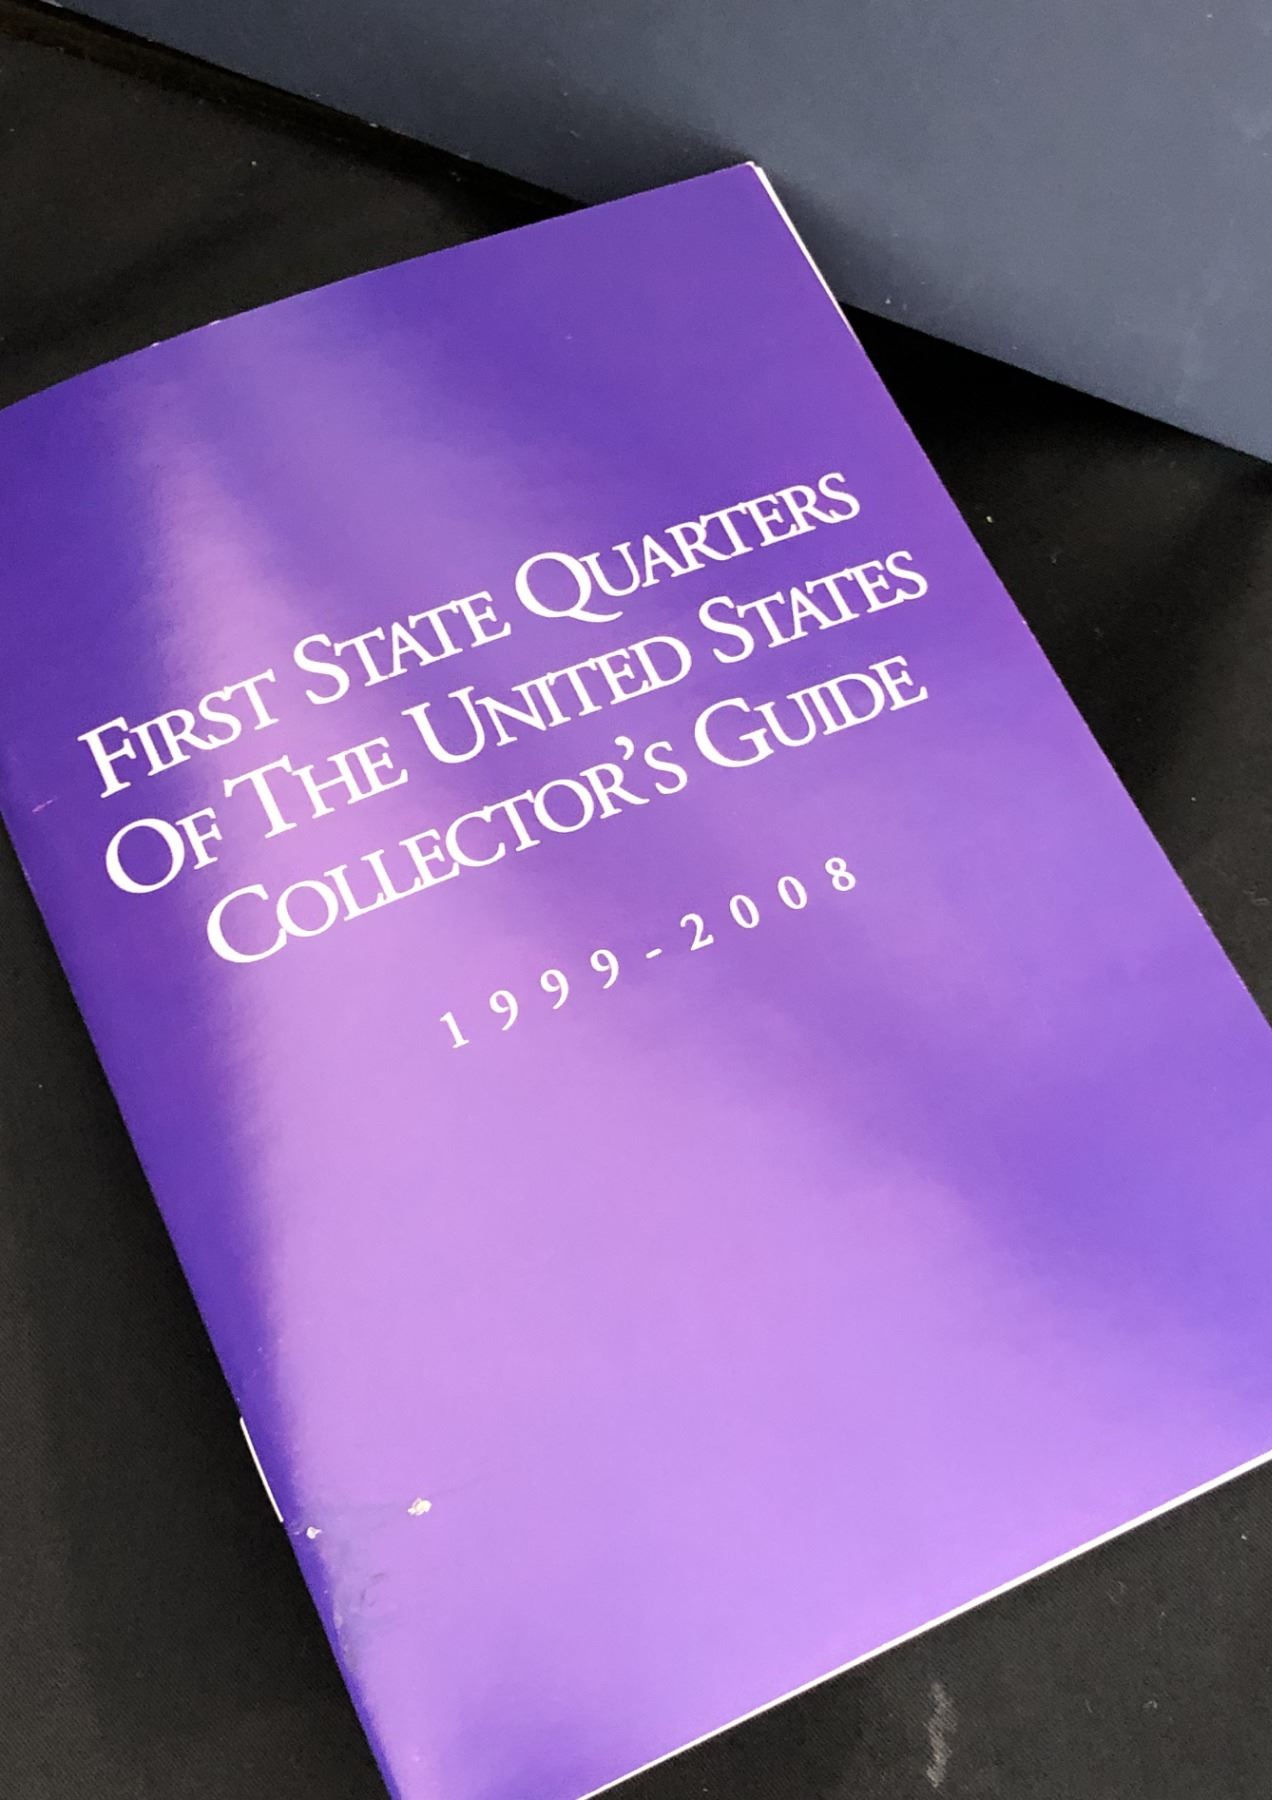 FIRST STATE QUARTERS
OF THE UNITED STATES
COLLECTOR'S GUIDE
1999-2008